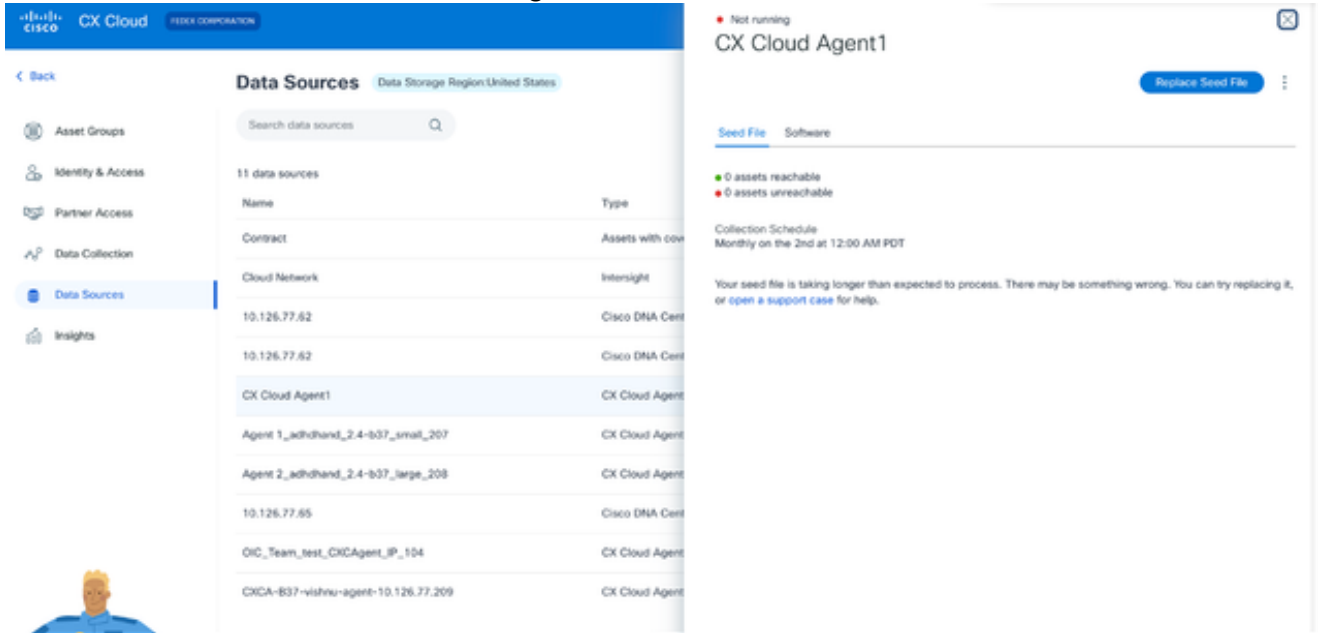 cisco CX Cloud FEDEX CORPORATION
Back
Asset Groups
Identity & Access
Partner Access
Data Collection
Data Sources
Insights
Data Sources Data Storage Region:United States
Search data sources
11 data sources
Name Type
Contract Assets with cov
Cloud Network Intersight
10.126.77.62 Cisco DNA Cent
10.126.77.62 Cisco DNA Cent
CX Cloud Agent1 CX Cloud Agent
Agent 1_adhdhand_2.4-b37_small_207 CX Cloud Agent
Agent 2_adhdhand_2.4-b37_large_208 CX Cloud Agent
10.126.77.65 Cisco DNA Cent
OIC_Team_test_CXCAgent_IP_104 CX Cloud Agent
CXCA-B37-vishnu-agent-10.126.77.209 CX Cloud Agent
Not running
CX Cloud Agent1
Replace Seed File
Seed File Software
0 assets reachable
0 assets unreachable
Collection Schedule
Monthly on the 2nd at 12:00 AM PDT
Your seed file is taking longer than expected to process. There may be something wrong. You can try replacing it,
or open a support case for help.